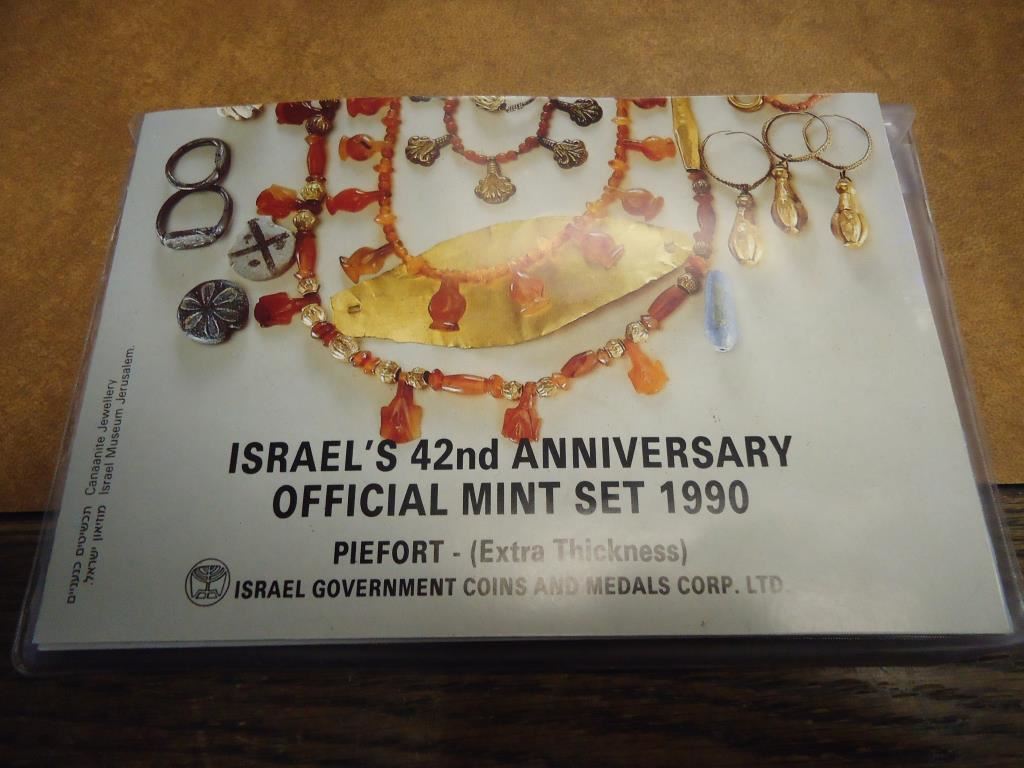 ISRAEL'S 42nd ANNIVERSARY
OFFICIAL MINT SET 1990
PIEFORT - (Extra Thickness)
ISRAEL GOVERNMENT COINS AND MEDALS CORP. LTD.
תכשיטים כנעניים Canaanite Jewellery
מוזיאון ישראל. Israel Museum Jerusalem.